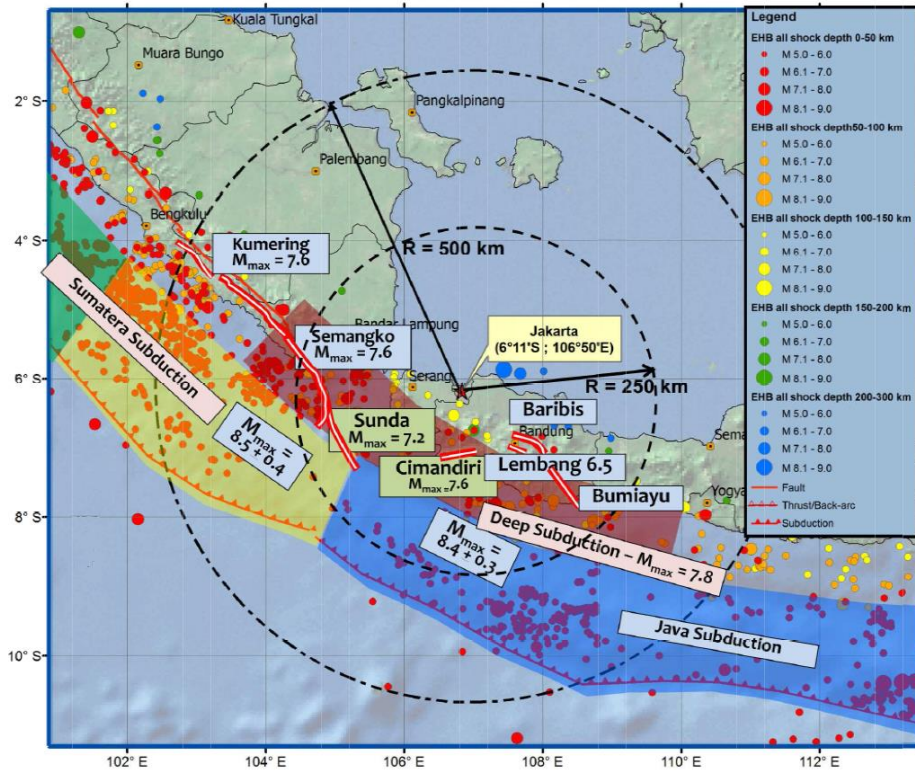 Kuala Tungkal
Muara Bungo
2° S
Pangkalpinang
Palembang
Bengkulu
4° S
R = 500 km
Kumering
Mmax = 7.6
Sumatera Subduction
Bandar Lampung
Semangko
Mmax = 7.6
Jakarta
(6°11'S ; 106°50'E)
6° S
Serang
R = 250 km
Mmax =
8.5 + 0.4
Sunda
Mmax = 7.2
Baribis
Bandung
Cimandiri
Mmax =7.6
Lembang 6.5
Bumiayu
Sema
Yogya
8° S
Mmax =
8.4 + 0.3
Deep Subduction – Mmax = 7.8
Java Subduction
10° S
102° E
104° E
106° E
108° E
110° E
112° E
Legend
EHB all shock depth 0-50 km
M 5.0 - 6.0
M 6.1 - 7.0
M 7.1 - 8.0
M 8.1 - 9.0
EHB all shock depth50-100 km
M 5.0 - 6.0
M 6.1 - 7.0
M 7.1 - 8.0
M 8.1 - 9.0
EHB all shock depth 100-150 km
M 5.0 - 6.0
M 6.1 - 7.0
M 7.1 - 8.0
M 8.1 - 9.0
EHB all shock depth 150-200 km
M 5.0 - 6.0
M 6.1 - 7.0
M 7.1 - 8.0
M 8.1 - 9.0
EHB all shock depth 200-300 km
M 5.0 - 6.0
M 6.1 - 7.0
M 7.1 - 8.0
M 8.1 - 9.0
Fault
Thrust/Back-arc
Subduction